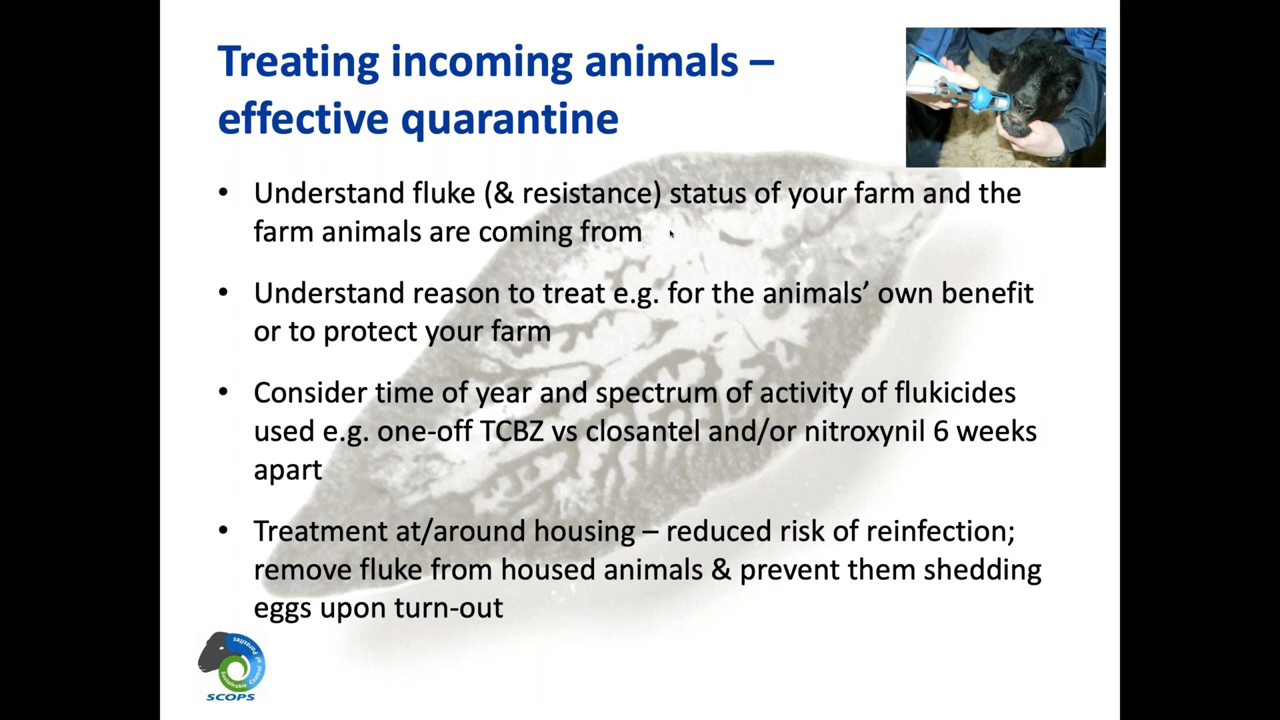 Treating incoming animals –
effective quarantine
• Understand fluke (& resistance) status of your farm and the
farm animals are coming from
• Understand reason to treat e.g. for the animals’ own benefit
or to protect your farm
• Consider time of year and spectrum of activity of flukicides
used e.g. one-off TCBZ vs closantel and/or nitroxynil 6 weeks
apart
• Treatment at/around housing – reduced risk of reinfection;
remove fluke from housed animals & prevent them shedding
eggs upon turn-out
Sustainable Control of Parasites
SCOPS